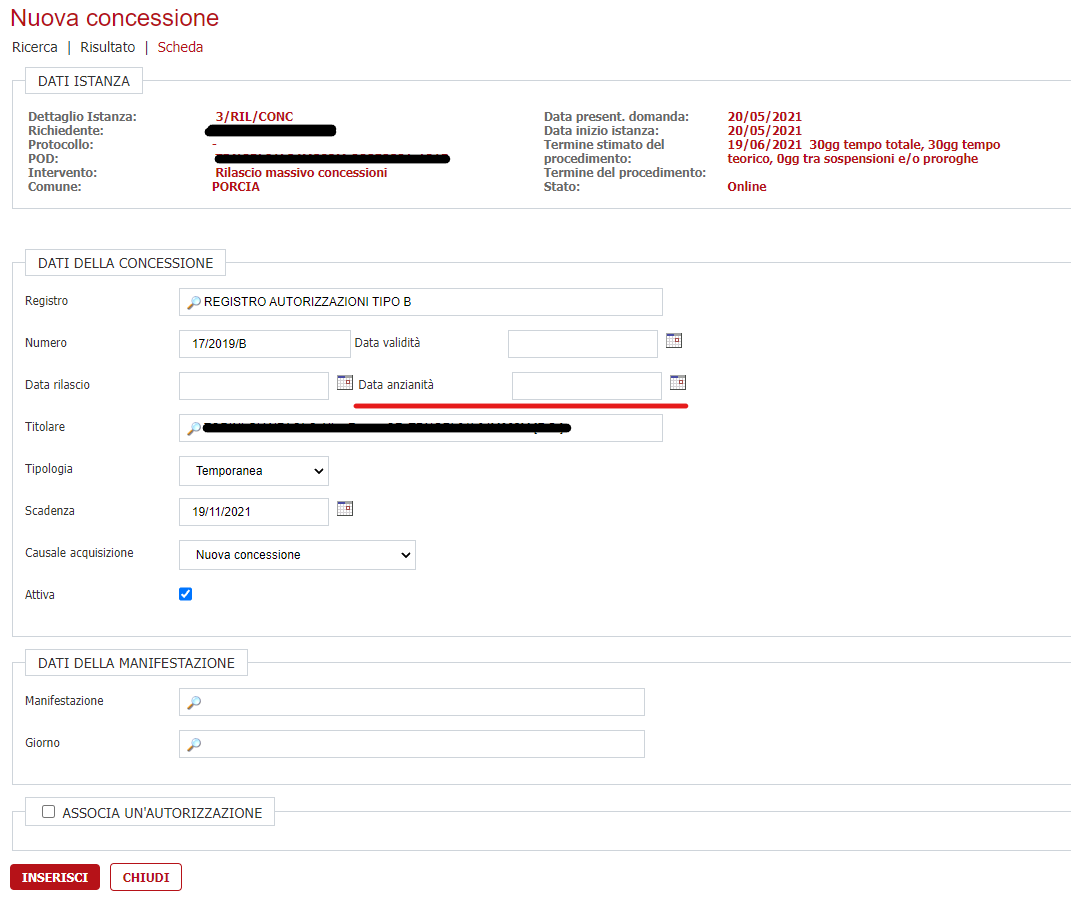 Nuova concessione
Ricerca | Risultato | Scheda
DATI ISTANZA
Dettaglio Istanza: 3/RIL/CONC
Richiedente:
Protocollo: -
POD:
Intervento: Rilascio massivo concessioni
Comune: PORCIA
Data present. domanda: 20/05/2021
Data inizio istanza: 20/05/2021
Termine stimato del 19/06/2021 30gg tempo totale, 30gg tempo
procedimento: teorico, 0gg tra sospensioni e/o proroghe
Termine del procedimento:
Stato: Online
DATI DELLA CONCESSIONE
Registro REGISTRO AUTORIZZAZIONI TIPO B
Numero 17/2019/B Data validità
Data rilascio Data anzianità
Titolare
Tipologia Temporanea
Scadenza 19/11/2021
Causale acquisizione Nuova concessione
Attiva
DATI DELLA MANIFESTAZIONE
Manifestazione
Giorno
ASSOCIA UN'AUTORIZZAZIONE
INSERISCI CHIUDI